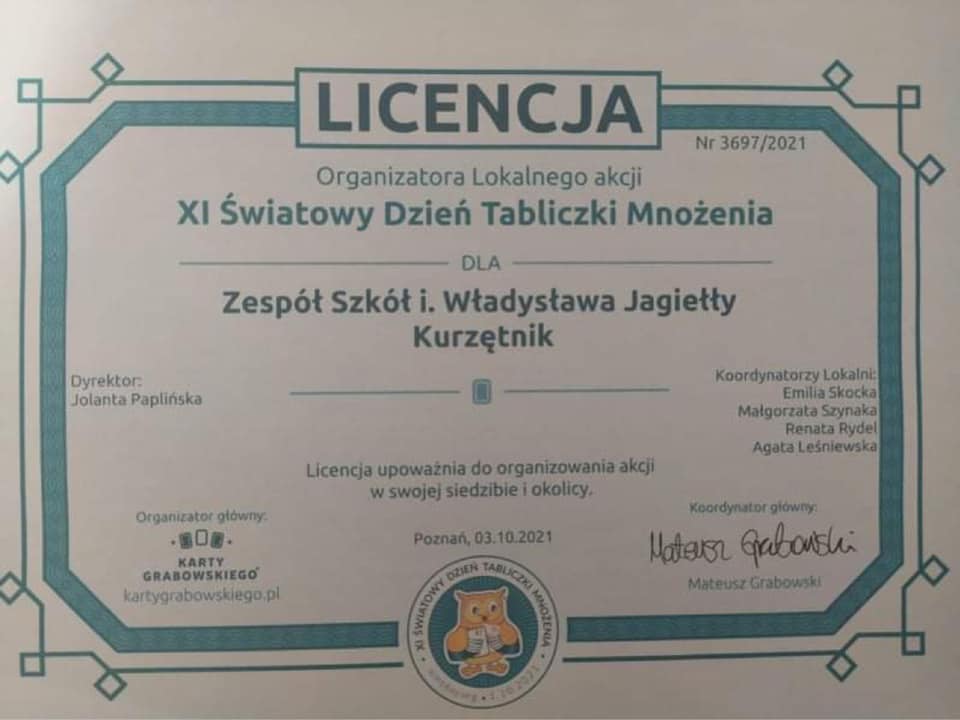 LICENCJA
Nr 3697/2021
Organizatora Lokalnego akcji
XI Światowy Dzień Tabliczki Mnożenia
DLA
Zespół Szkół i. Władysława Jagiełły
Kurzętnik
Dyrektor:
Jolanta Paplińska
Koordynatorzy Lokalni:
Emilia Skocka
Małgorzata Szynaka
Renata Rydel
Agata Leśniewska
Licencja upoważnia do organizowania akcji
w swojej siedzibie i okolicy.
Organizator główny:
KARTY
GRABOWSKIEGO
kartygrabowskiego.pl
Poznań, 03.10.2021
Koordynator główny:
Mateusz Grabowski
Mateusz Grabowski
XI ŚWIATOWY DZIEŃ TABLICZKI MNOŻENIA
1.10.2021